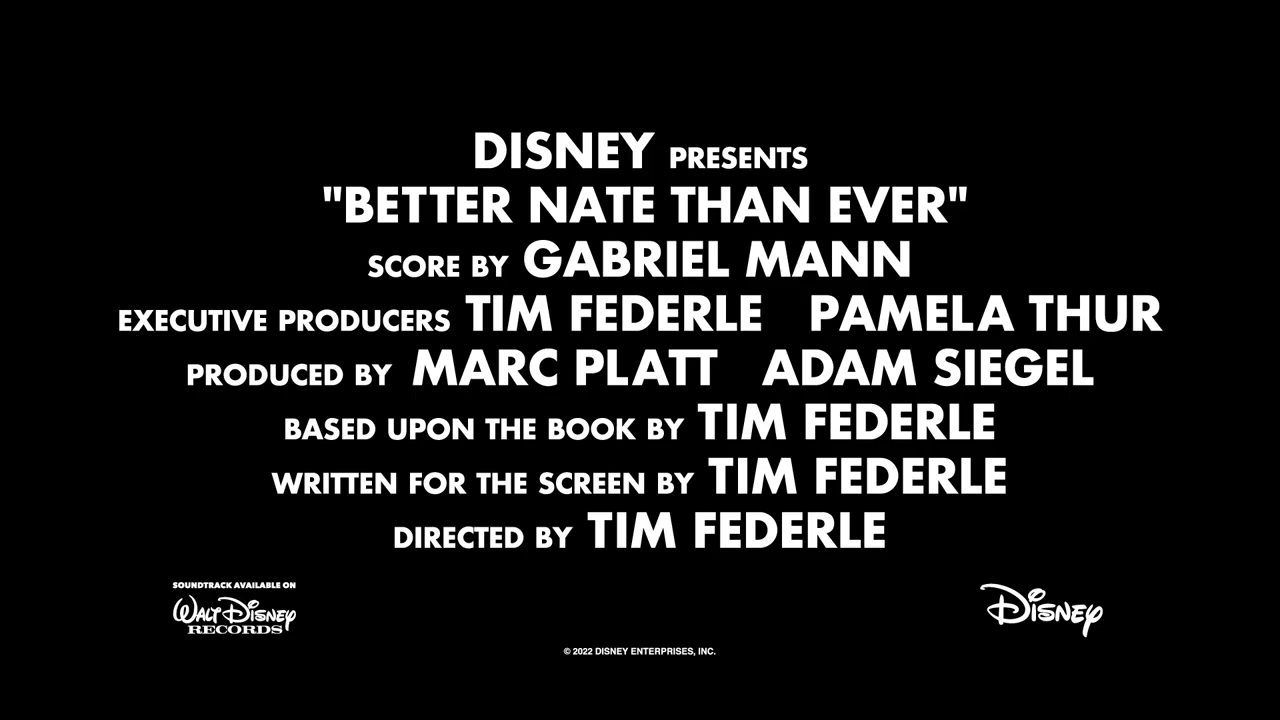 DISNEY PRESENTS
"BETTER NATE THAN EVER"
SCORE BY GABRIEL MANN
EXECUTIVE PRODUCERS TIM FEDERLE PAMELA THUR
PRODUCED BY MARC PLATT ADAM SIEGEL
BASED UPON THE BOOK BY TIM FEDERLE
WRITTEN FOR THE SCREEN BY TIM FEDERLE
DIRECTED BY TIM FEDERLE
SOUNDTRACK AVAILABLE ON
WALT DISNEY
RECORDS
DISNEY
© 2022 DISNEY ENTERPRISES, INC.